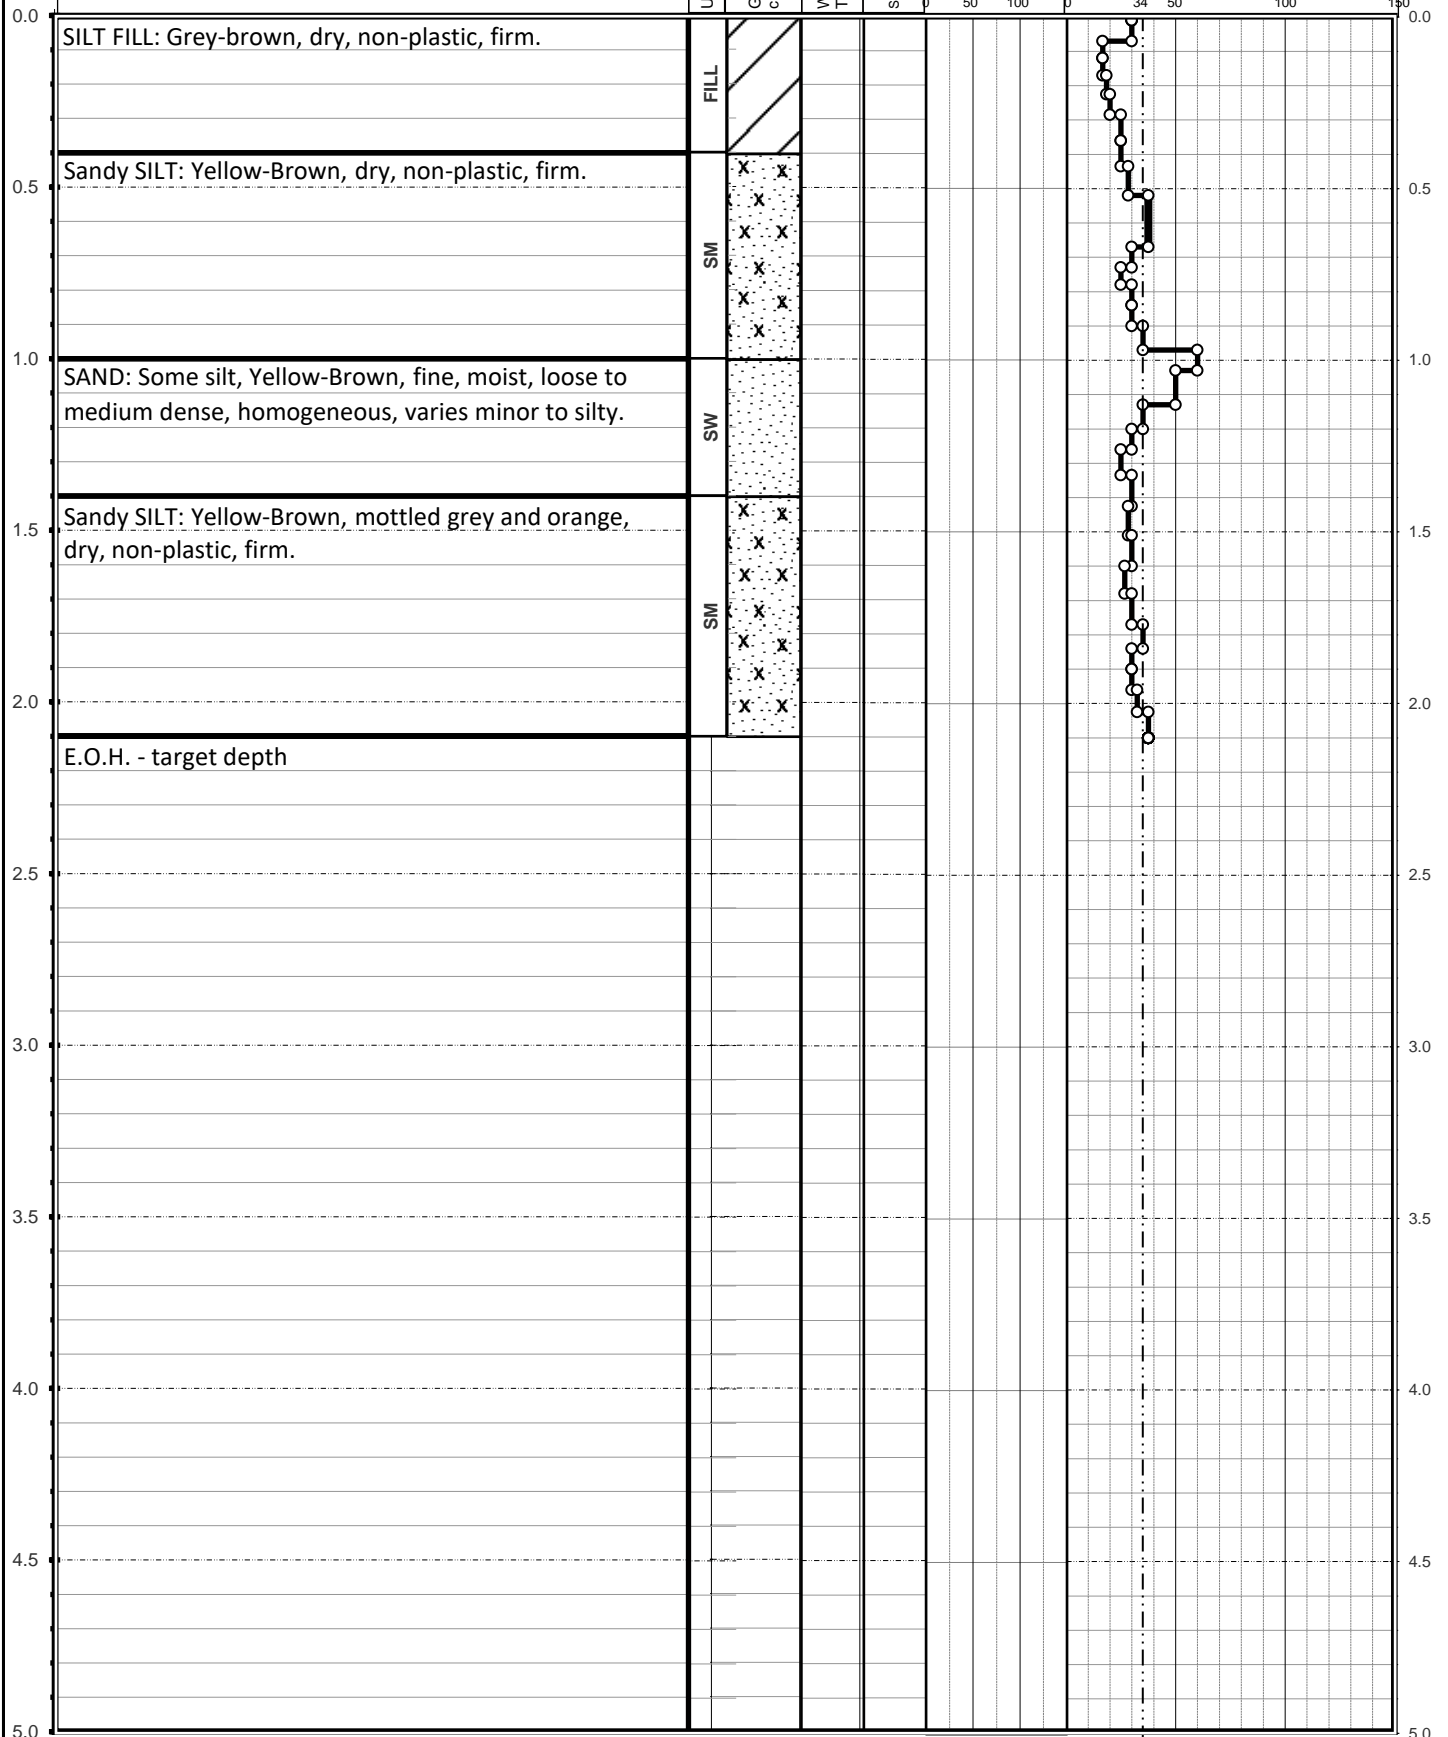 U G c W T s 0 50 100 0 34 50 100 150
0.0 0.0
SILT FILL: Grey-brown, dry, non-plastic, firm.
FILL
Sandy SILT: Yellow-Brown, dry, non-plastic, firm.
0.5 0.5
SM
1.0 1.0
SAND: Some silt, Yellow-Brown, fine, moist, loose to
medium dense, homogeneous, varies minor to silty.
SW
Sandy SILT: Yellow-Brown, mottled grey and orange,
1.5 1.5
dry, non-plastic, firm.
SM
2.0 2.0
E.O.H. - target depth
2.5 2.5
3.0 3.0
3.5 3.5
4.0 4.0
4.5 4.5
5.0 5.0